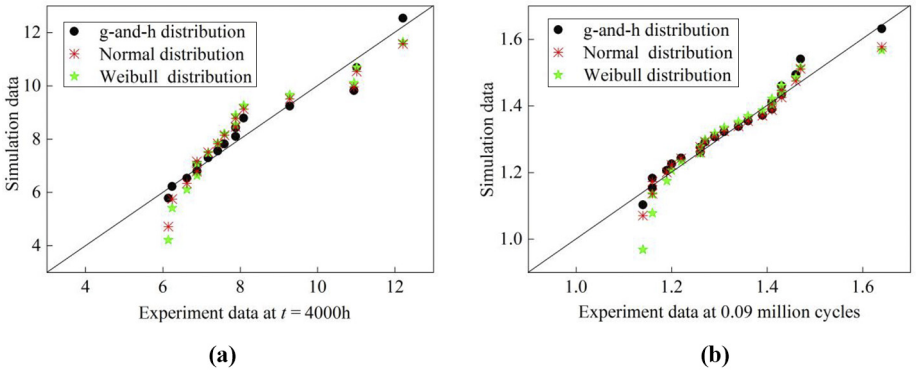 (a)
g-and-h distribution
Normal distribution
Weibull distribution
Simulation data
12
10
8
6
4
4
6
8
10
12
Experiment data at t = 4000h
(a)
(b)
g-and-h distribution
Normal distribution
Weibull distribution
Simulation data
1.6
1.4
1.2
1.0
1.0
1.2
1.4
1.6
Experiment data at 0.09 million cycles
(b)